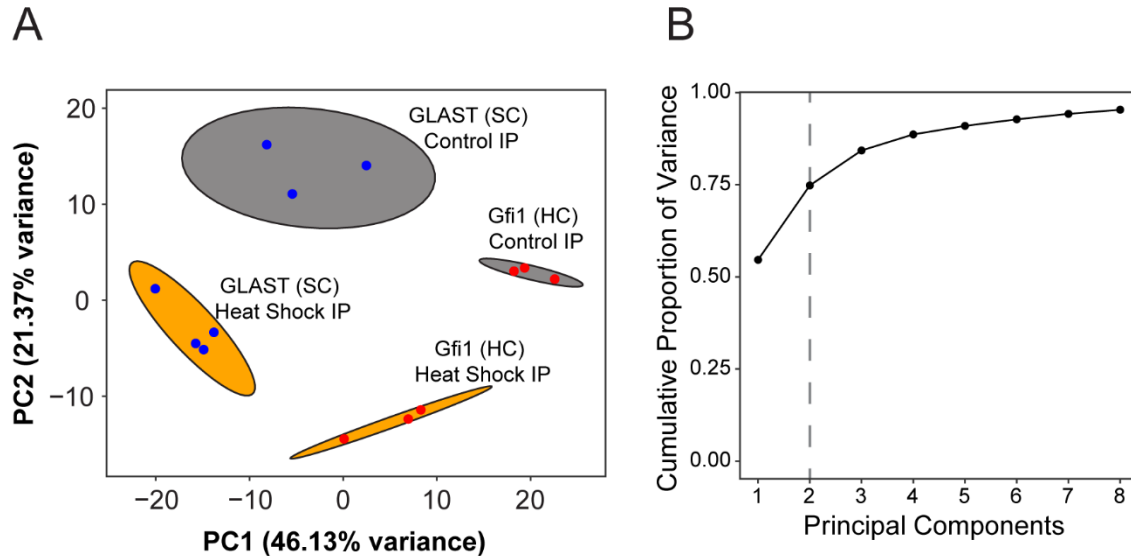 A
PC2 (21.37% variance)
20
10
0
−10
GLAST (SC)
Control IP
Gfi1 (HC)
Control IP
GLAST (SC)
Heat Shock IP
Gfi1 (HC)
Heat Shock IP
−20
−10
0
10
20
PC1 (46.13% variance)
B
Cumulative Proportion of Variance
1.00
0.75
0.50
0.25
0.00
1
2
3
4
5
6
7
8
Principal Components